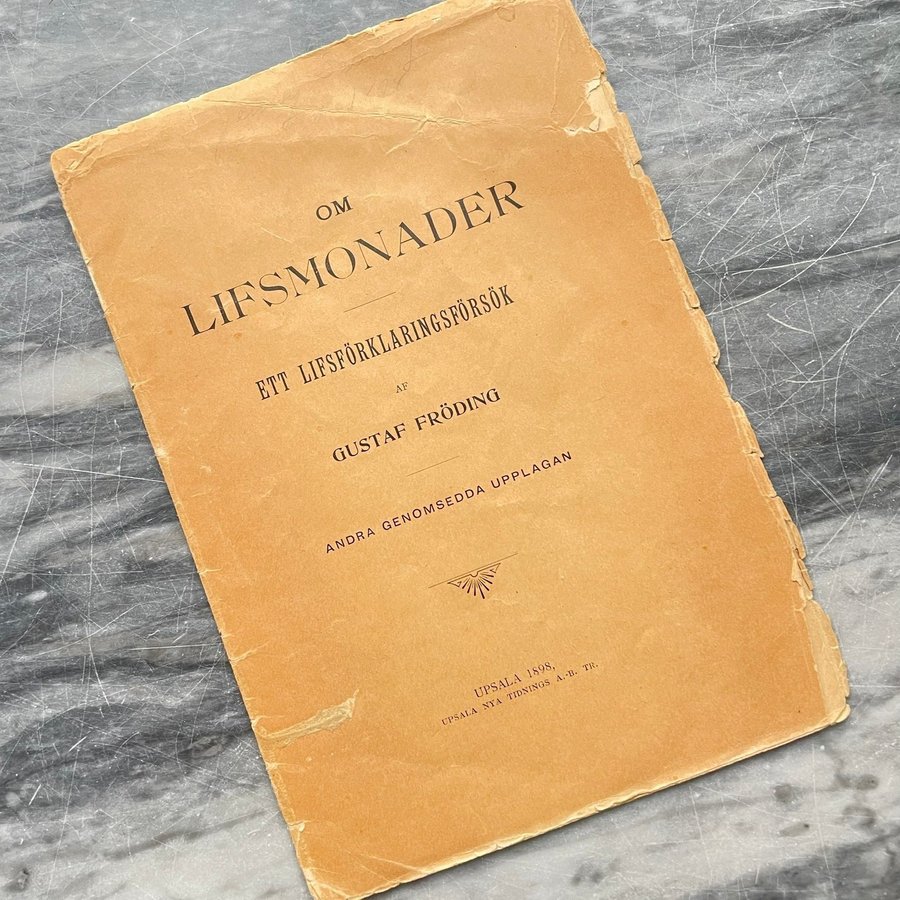 OM
LIFSMONADER
ETT LIFSFÖRKLARINGSFÖRSÖK
AF
GUSTAF FRÖDING
ANDRA GENOMSEDDA UPPLAGAN
UPSALA 1898,
UPSALA NYA TIDNINGS A.-B. TR.